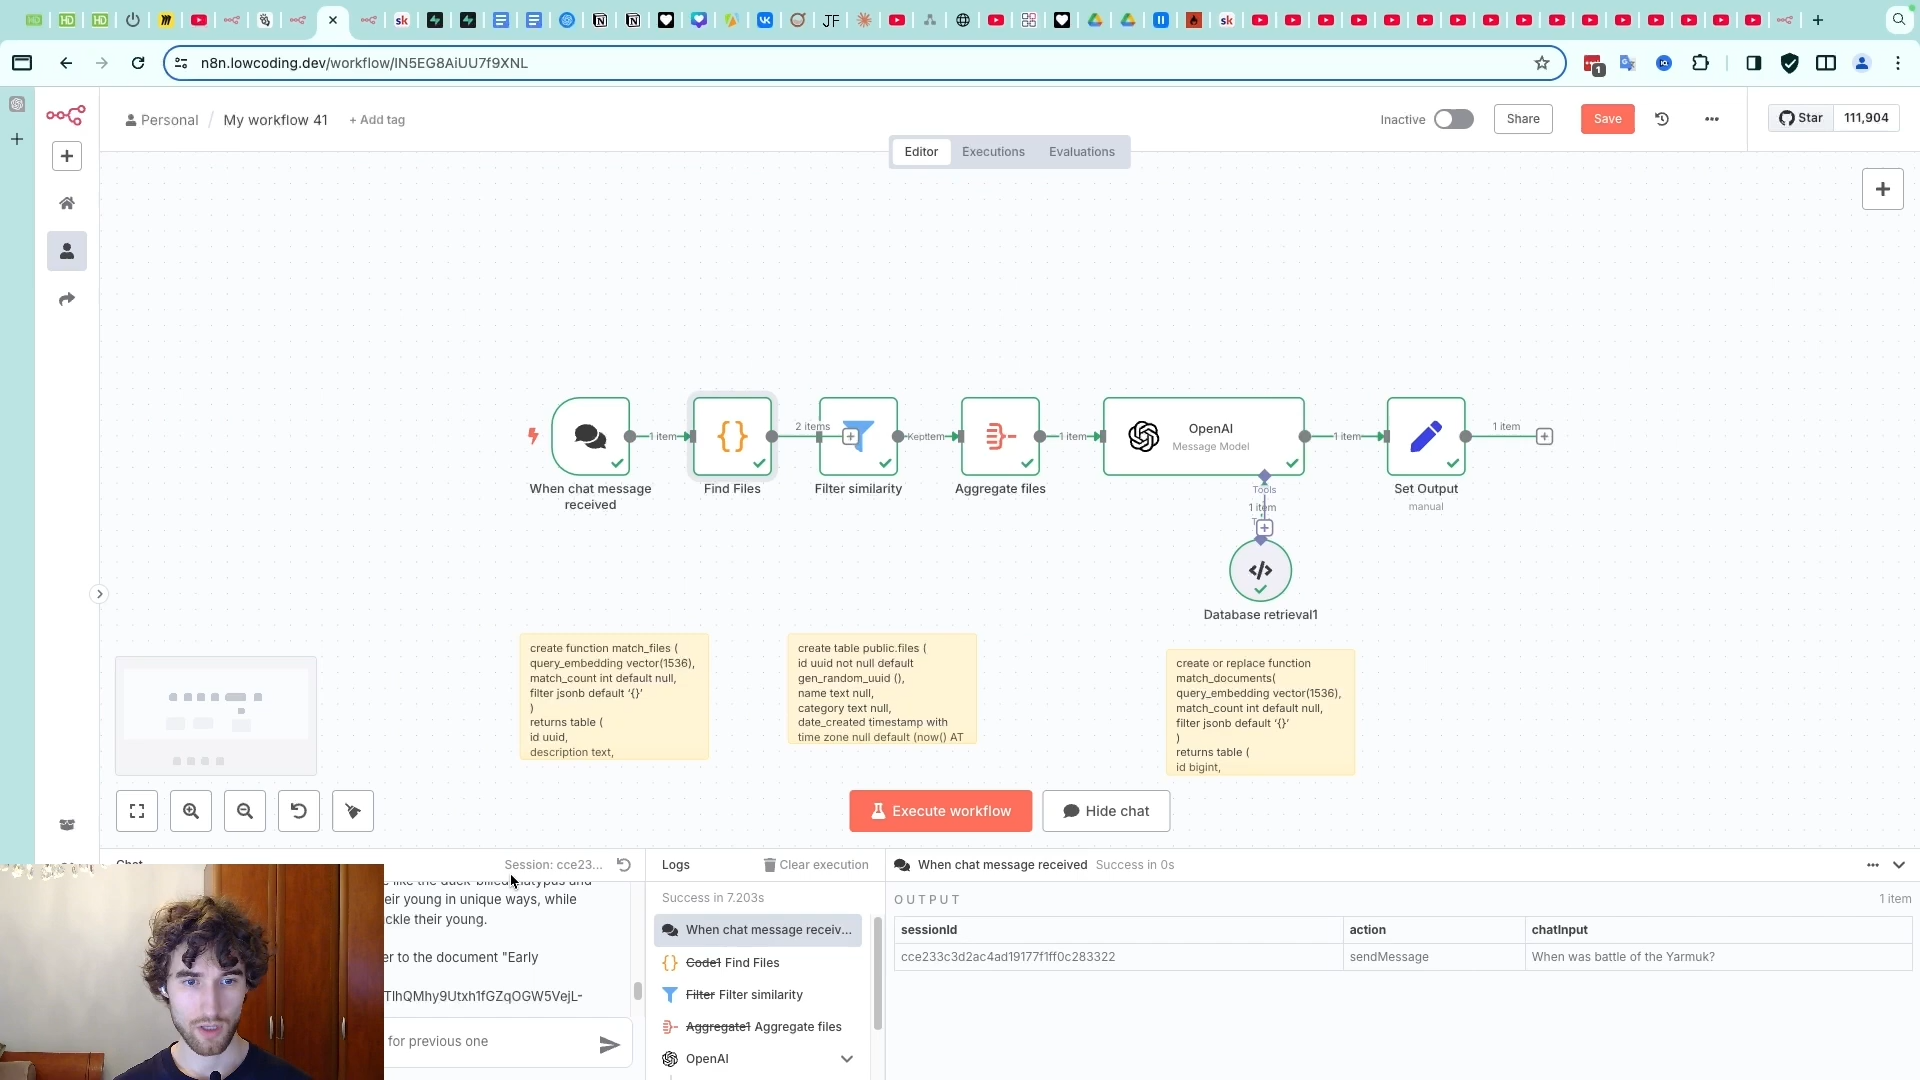 n8n.lowcoding.dev/workflow/IN5EG8AiUU7f9XNL
1
Personal / My workflow 41 + Add tag
Inactive
Share
Save
Star 111,904
Editor Executions Evaluations
1 item
2 items
Kept
1 item
OpenAI
Message Model
1 item
1 item
When chat message
received
Find Files
Filter similarity
Aggregate files
Tools
1 item
Set Output
manual
Database retrieval1
create function match_files (
query_embedding vector(1536),
match_count int default null,
filter jsonb default ‘{}’
)
returns table (
id uuid,
description text,
create table public.files (
id uuid not null default
gen_random_uuid (),
name text null,
category text null,
date_created timestamp with
time zone null default (now() AT
create or replace function
match_documents(
query_embedding vector(1536),
match_count int default null,
filter jsonb default ‘{}’
)
returns table (
id bigint,
Execute workflow
Hide chat
Chat
Session: cce23...
like the duck-billed platypus and
eir young in unique ways, while
ckle their young.
er to the document "Early
TIhQMhy9Utxh1fGZqOGW5VejL-
for previous one
Logs
Clear execution
Success in 7.203s
When chat message receiv...
Code1 Find Files
Filter Filter similarity
Aggregate1 Aggregate files
OpenAI
When chat message received Success in 0s
OUTPUT
1 item
sessionId action chatInput
cce233c3d2ac4ad19177f1ff0c283322 sendMessage When was battle of the Yarmuk?